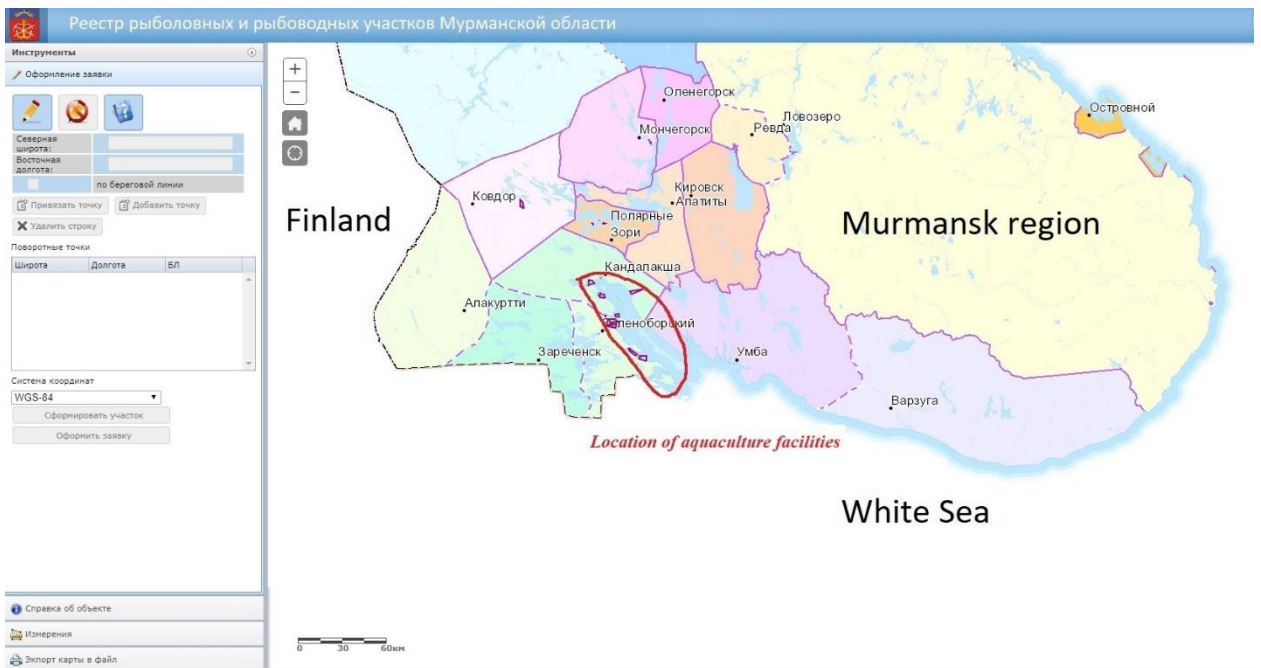 Реестр рыболовных и рыбоводных участков Мурманской области
Инструменты
Оформление заявки
Северная
широта:
Восточная
долгота:
по береговой линии
Привязать точку
Добавить точку
Удалить строку
Поворотные точки
Широта Долгота БЛ
Система координат
WGS-84
Сформировать участок
Оформить заявку
Справка об объекте
Измерения
Экпорт карты в файл
+
−
Оленегорск
Островной
Мончегорск
Ловозеро
Ревда
Кировск
Апатиты
Ковдор
Полярные
Зори
Finland
Murmansk region
Кандалакша
Алакуртти
леноборский
Зареченск
Умба
Варзуга
Location of aquaculture facilities
White Sea
0 30 60км